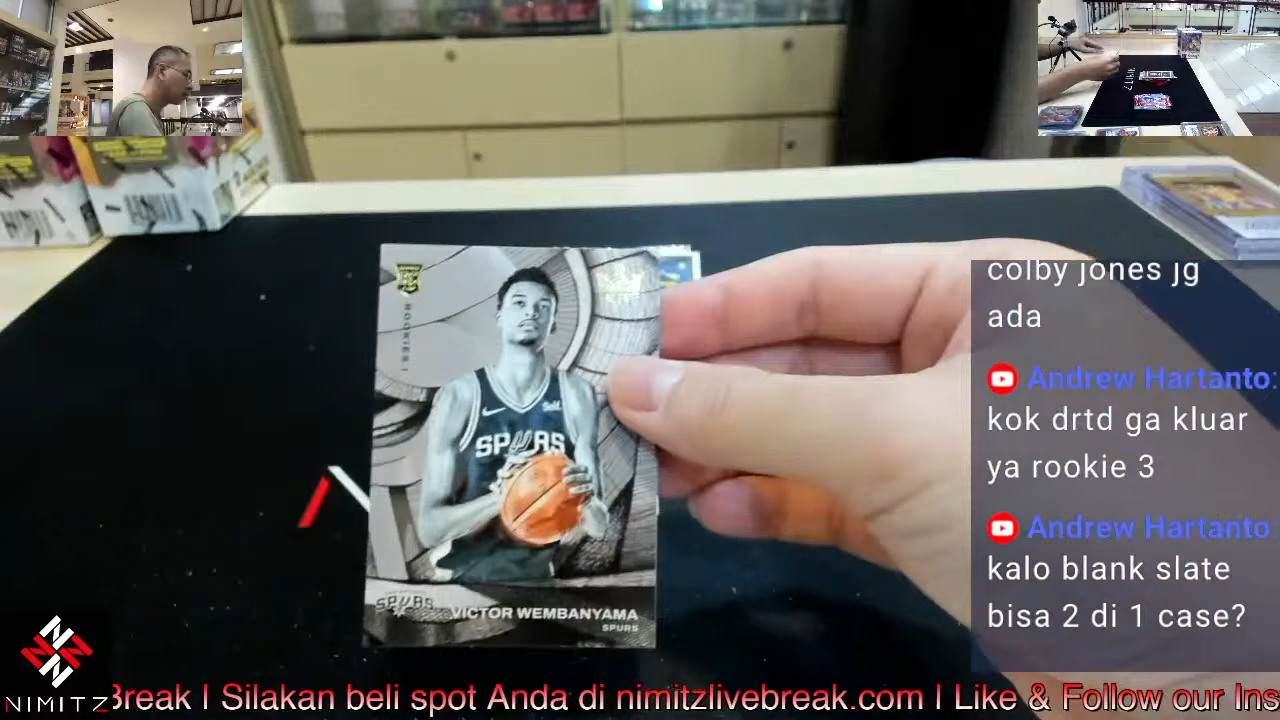 RC
ROOKIES I
SPURS
SPURS
VICTOR WEMBANYAMA
SPURS
colby jones jg
ada
Andrew Hartanto:
kok drtd ga kluar
ya rookie 3
Andrew Hartanto
kalo blank slate
bisa 2 di 1 case?
NIMITZ
Break I Silakan beli spot Anda di nimitzlivebreak.com I Like & Follow our Ins